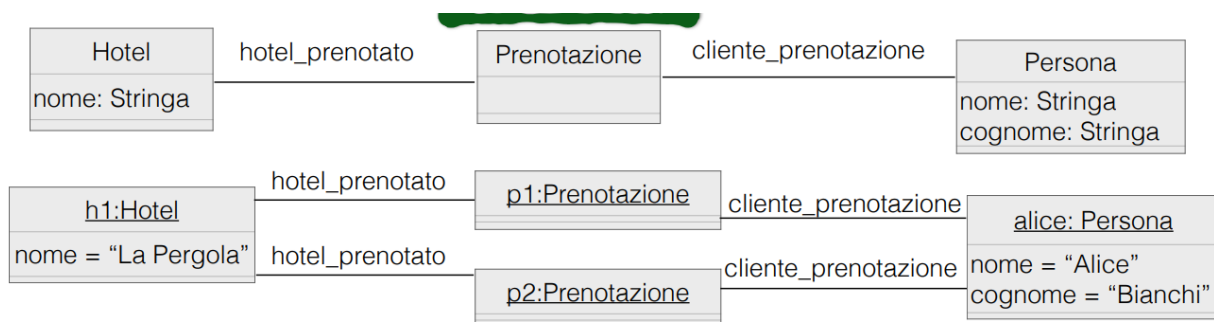 Hotel
nome: Stringa
hotel_prenotato
Prenotazione
cliente_prenotazione
Persona
nome: Stringa
cognome: Stringa
h1:Hotel
nome = “La Pergola”
hotel_prenotato
hotel_prenotato
p1:Prenotazione
p2:Prenotazione
cliente_prenotazione
cliente_prenotazione
alice: Persona
nome = “Alice”
cognome = “Bianchi”